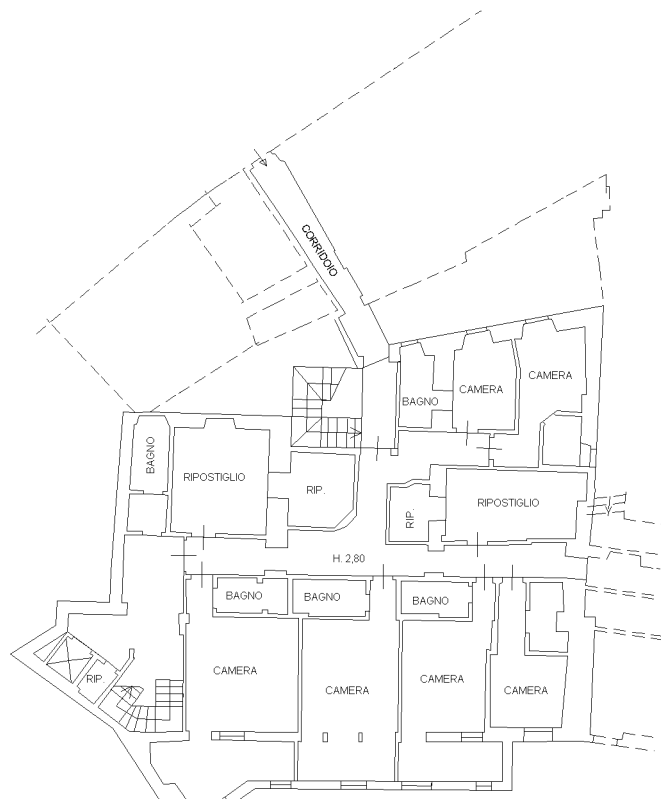 CORRIDOIO
CAMERA
CAMERA
BAGNO
BAGNO
RIPOSTIGLIO
RIP.
RIPOSTIGLIO
RIP.
H. 2,80
BAGNO
BAGNO
BAGNO
CAMERA
RIP.
CAMERA
CAMERA
CAMERA